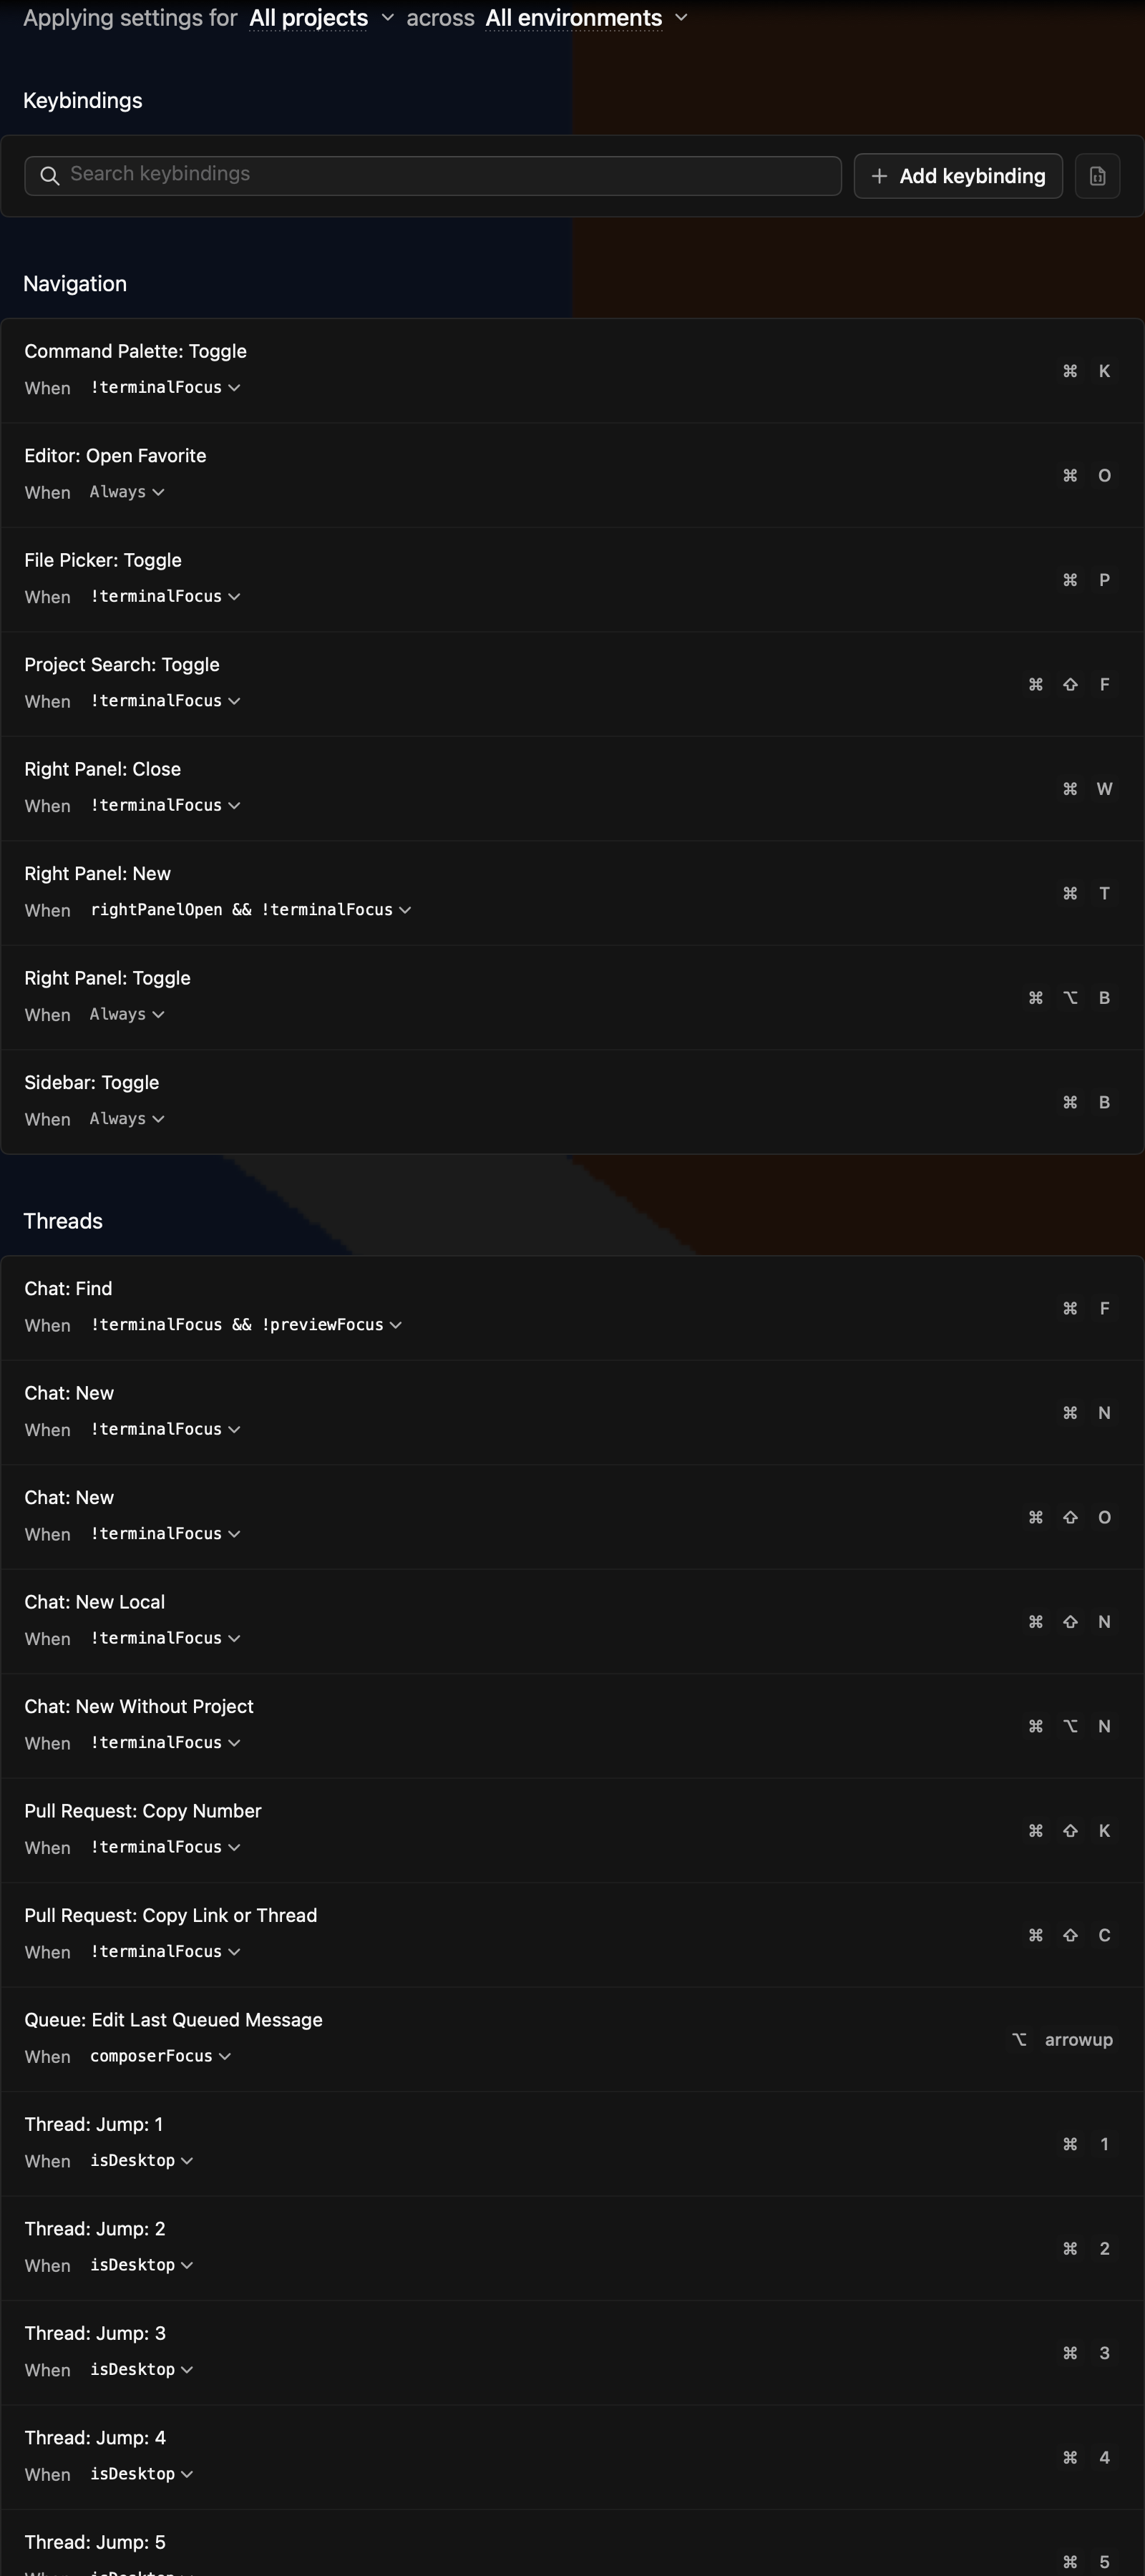 Applying settings for All projects across All environments
Keybindings
Search keybindings
+ Add keybinding
Navigation
Command Palette: Toggle
When !terminalFocus
⌘ K
Editor: Open Favorite
When Always
⌘ O
File Picker: Toggle
When !terminalFocus
⌘ P
Project Search: Toggle
When !terminalFocus
⌘ ⇧ F
Right Panel: Close
When !terminalFocus
⌘ W
Right Panel: New
When rightPanelOpen && !terminalFocus
⌘ T
Right Panel: Toggle
When Always
⌘ ⌥ B
Sidebar: Toggle
When Always
⌘ B
Threads
Chat: Find
When !terminalFocus && !previewFocus
⌘ F
Chat: New
When !terminalFocus
⌘ N
Chat: New
When !terminalFocus
⌘ ⇧ O
Chat: New Local
When !terminalFocus
⌘ ⇧ N
Chat: New Without Project
When !terminalFocus
⌘ ⌥ N
Pull Request: Copy Number
When !terminalFocus
⌘ ⇧ K
Pull Request: Copy Link or Thread
When !terminalFocus
⌘ ⇧ C
Queue: Edit Last Queued Message
When composerFocus
⌥ arrowup
Thread: Jump: 1
When isDesktop
⌘ 1
Thread: Jump: 2
When isDesktop
⌘ 2
Thread: Jump: 3
When isDesktop
⌘ 3
Thread: Jump: 4
When isDesktop
⌘ 4
Thread: Jump: 5
⌘ 5